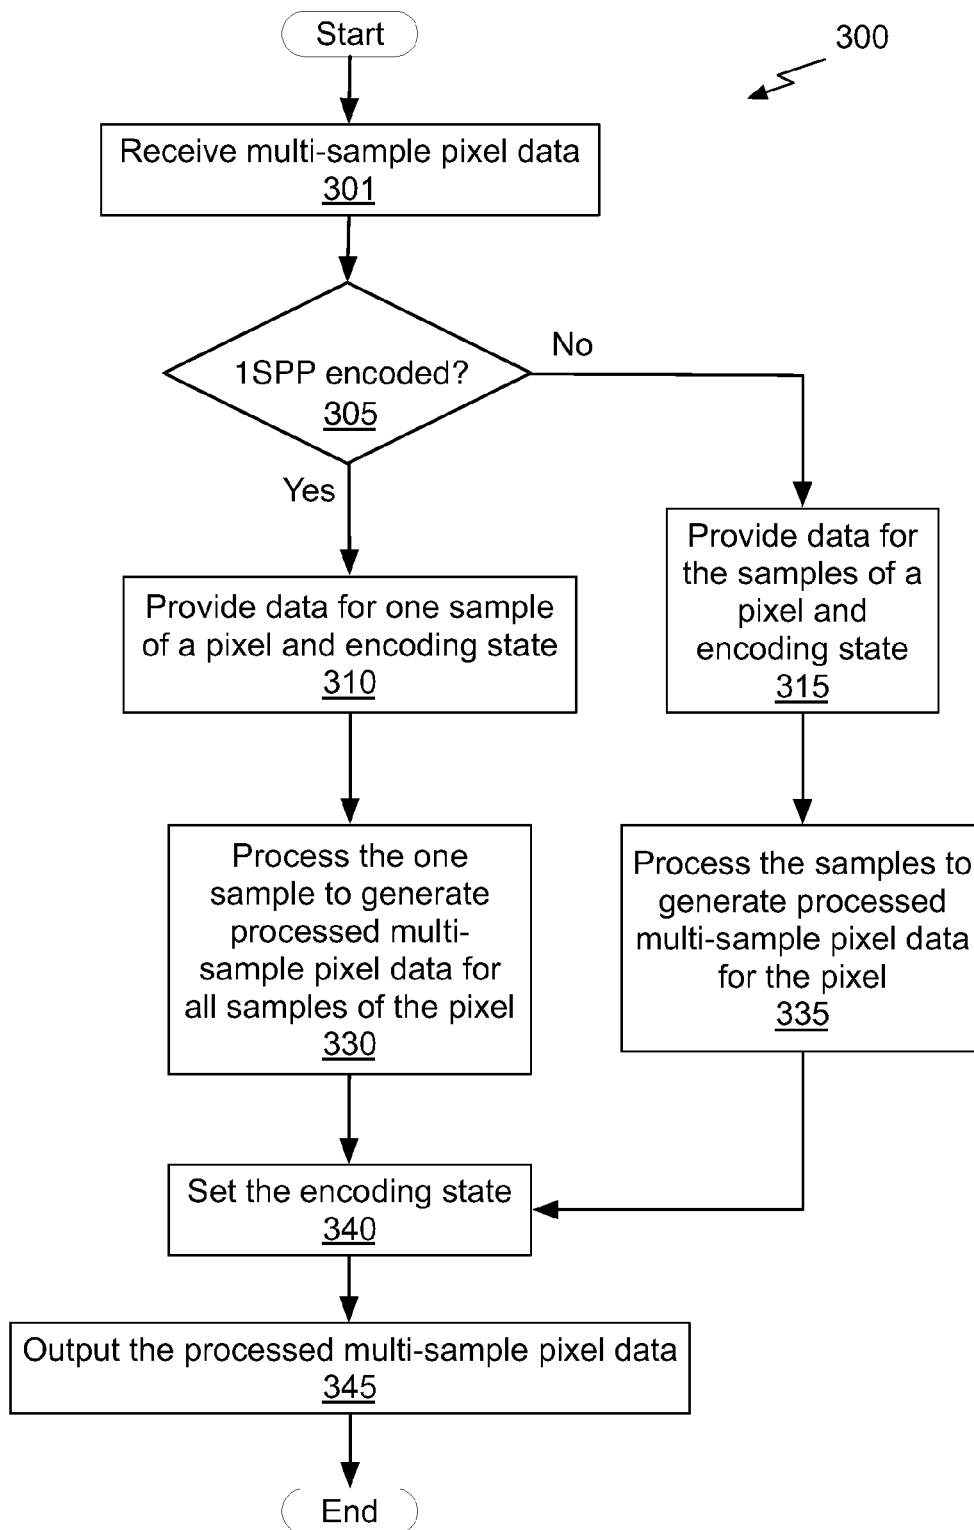 Start
300
Receive multi-sample pixel data
301
1SPP encoded?
305
No
Yes
Provide data for
the samples of a
pixel and
encoding state
315
Provide data for one sample
of a pixel and encoding state
310
Process the one
sample to generate
processed multi-
sample pixel data for
all samples of the pixel
330
Process the samples to
generate processed
multi-sample pixel data
for the pixel
335
Set the encoding state
340
Output the processed multi-sample pixel data
345
End